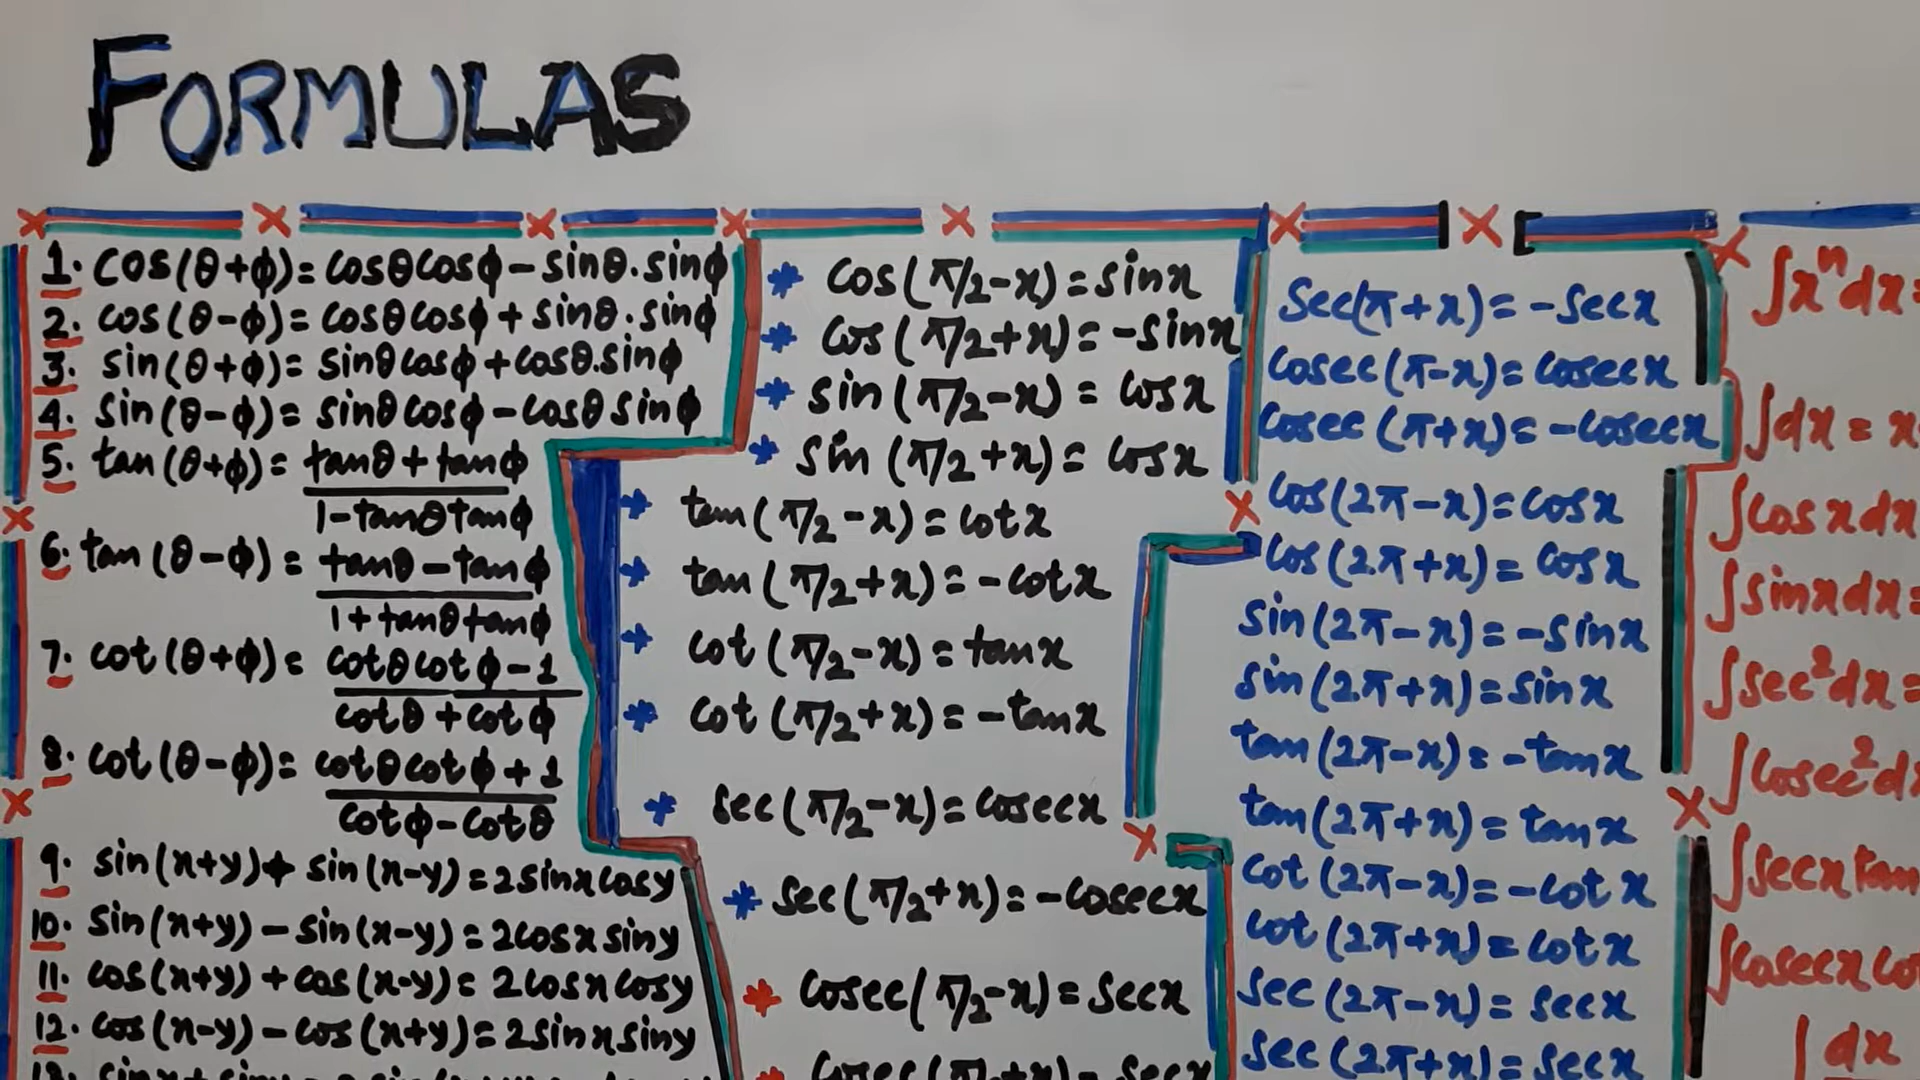 FORMULAS
1. cos(θ+ϕ)= cosθcosϕ – sinθ.sinϕ
2. cos(θ-ϕ)= cosθcosϕ + sinθ.sinϕ
3. sin(θ+ϕ)= sinθcosϕ + cosθ.sinϕ
4. sin(θ-ϕ)= sinθcosϕ – cosθsinϕ
5. tan(θ+ϕ)= tanθ + tanϕ
1-tanθtanϕ
6. tan(θ-ϕ)= tanθ – tanϕ
1+tanθtanϕ
7. cot(θ+ϕ)= cotθcotϕ – 1
cotθ + cotϕ
8. cot(θ-ϕ)= cotθcotϕ + 1
cotϕ – cotθ
9. sin(x+y)+ sin(x-y)=2sinxcosy
10. sin(x+y) – sin(x-y)=2cosxsiny
11. cos(x+y) + cos(x-y)= 2cosxcosy
12. cos(x-y) – cos(x+y)=2sinxsiny
* cos(π/2-x)=sinx
* cos(π/2+x)= -sinx
* sin(π/2-x)= cosx
* sin(π/2+x)= cosx
* tan(π/2-x)=cotx
* tan(π/2+x)= -cotx
* cot(π/2-x)=tanx
* cot(π/2+x)= -tanx
* sec(π/2-x)=cosecx
* sec(π/2+x)= -cosecx
* cosec(π/2-x)= secx
* cosec(π/2+x)= secx
sec(π+x)= -secx
cosec(π-x)= cosecx
cosec(π+x)= -cosecx
cos(2π-x)=cosx
cos(2π+x)= cosx
sin(2π-x)= -sinx
sin(2π+x)=sinx
tan(2π-x)= -tanx
tan(2π+x)= tanx
cot(2π-x)= -cotx
cot(2π+x)= cotx
sec(2π-x)= secx
sec(2π+x)= secx
∫xⁿdx=
∫dx = x
∫cosxdx
∫sinxdx=
∫sec²dx=
∫cosec²dx
∫secxtan
∫cosecxco
∫dx